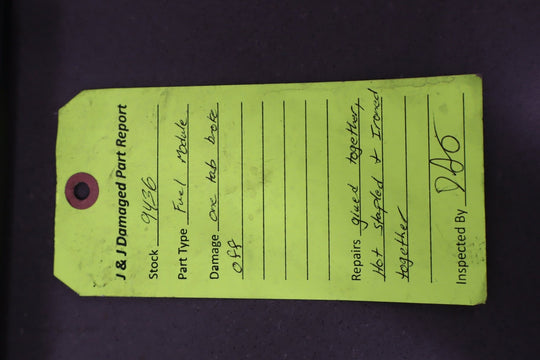 J & J Damaged Part Report
Stock 9436
Part Type Fuel Module
Damage one tab broke
off
Repairs glued together,
Hot stapled + Ironed
together
Inspected By